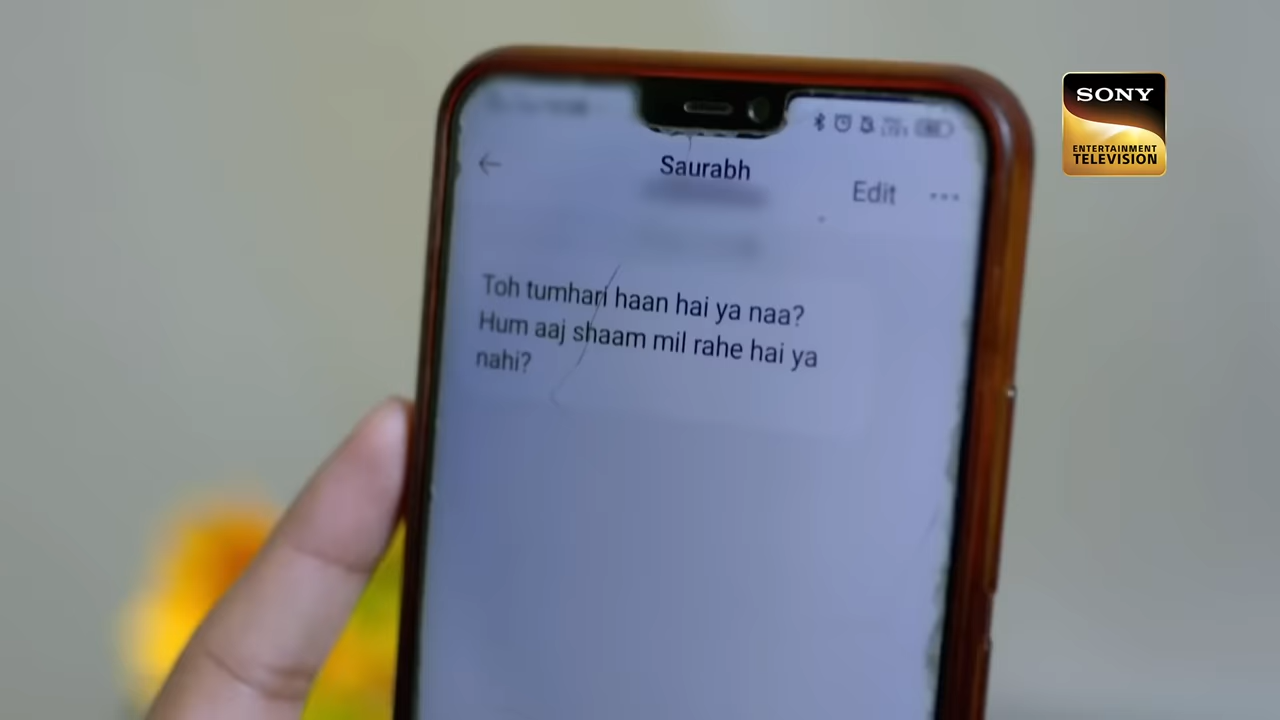 SONY
ENTERTAINMENT
TELEVISION
Saurabh
Edit
Toh tumhari haan hai ya naa?
Hum aaj shaam mil rahe hai ya
nahi?